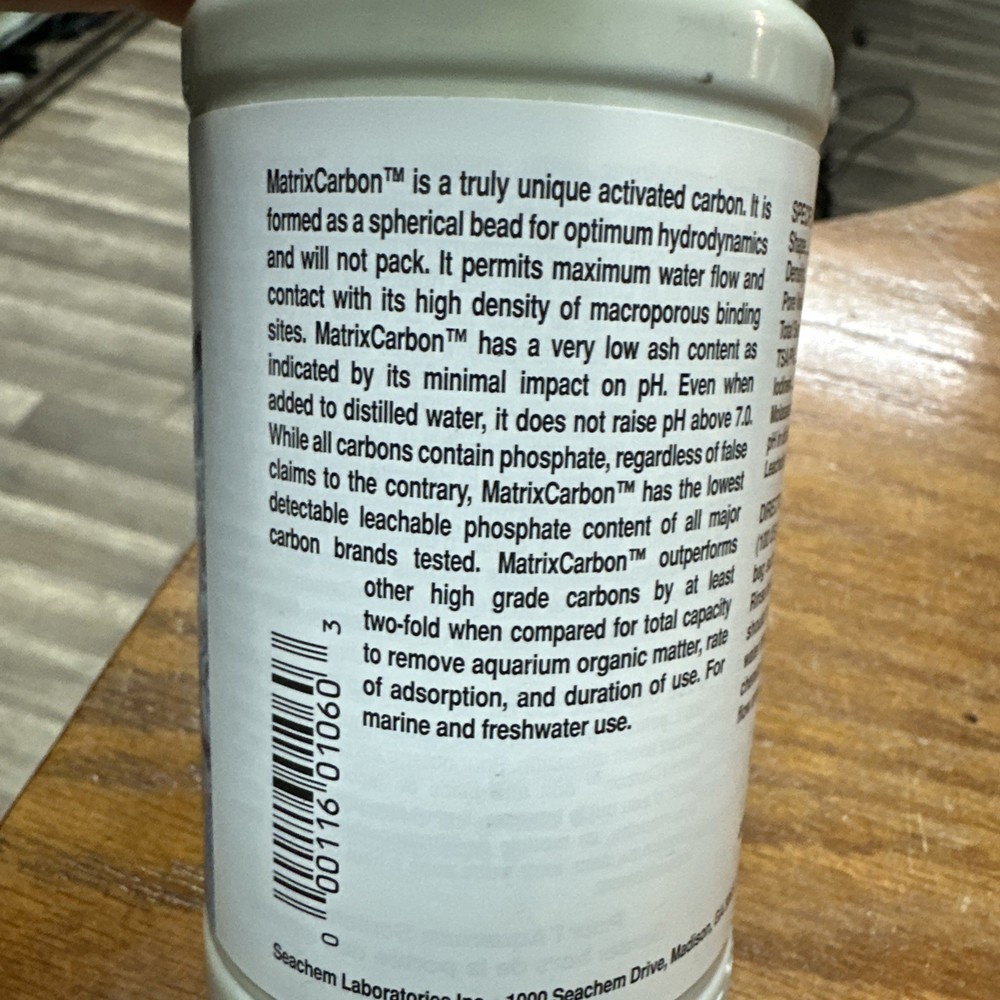 MatrixCarbon™ is a truly unique activated carbon. It is
formed as a spherical bead for optimum hydrodynamics
and will not pack. It permits maximum water flow and
contact with its high density of macroporous binding
sites. MatrixCarbon™ has a very low ash content as
indicated by its minimal impact on pH. Even when
added to distilled water, it does not raise pH above 7.0.
While all carbons contain phosphate, regardless of false
claims to the contrary, MatrixCarbon™ has the lowest
detectable leachable phosphate content of all major
carbon brands tested. MatrixCarbon™ outperforms
other high grade carbons by at least
two-fold when compared for total capacity
to remove aquarium organic matter, rate
of adsorption, and duration of use. For
marine and freshwater use.
0 00116 01060 3
Seachem Laboratories Inc. 1000 Seachem Drive, Madison,